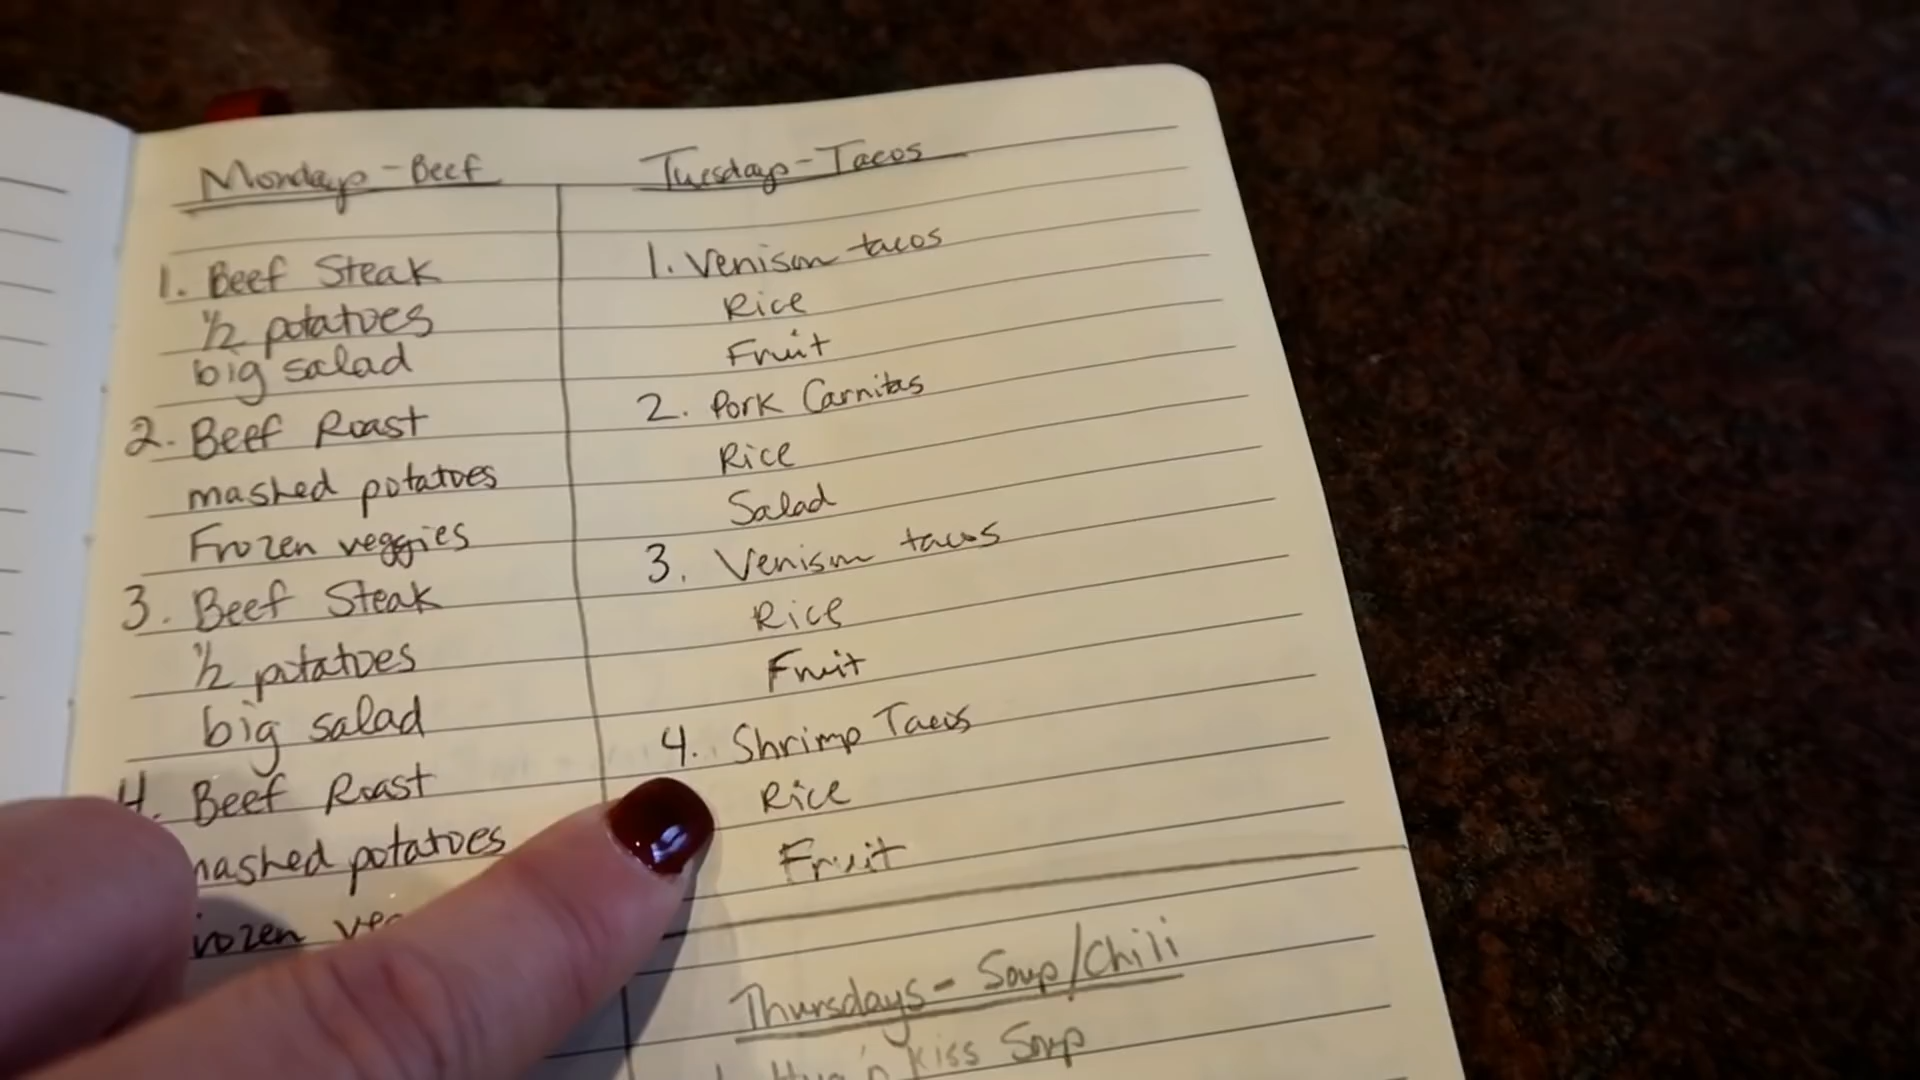 Mondays - Beef
1. Beef Steak
1/2 potatoes
big salad
2. Beef Roast
mashed potatoes
Frozen veggies
3. Beef Steak
1/2 potatoes
big salad
4. Beef Roast
mashed potatoes
Tuesdays - Tacos
1. Venison tacos
Rice
Fruit
2. Pork Carnitas
Rice
Salad
3. Venison tacos
Rice
Fruit
4. Shrimp Tacos
Rice
Fruit
Thursdays - Soup/Chili
Kiss Soup